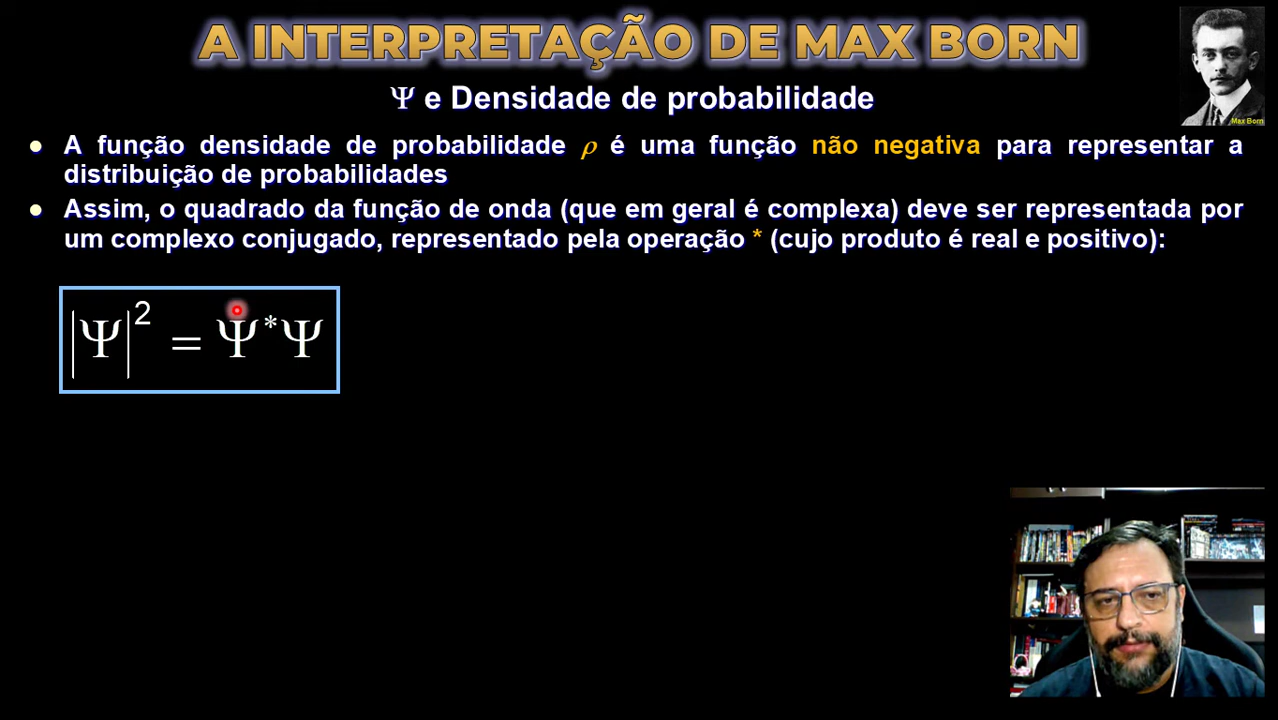 A INTERPRETAÇÃO DE MAX BORN
Max Born
Ψ e Densidade de probabilidade
● A função densidade de probabilidade ρ é uma função não negativa para representar a
distribuição de probabilidades
● Assim, o quadrado da função de onda (que em geral é complexa) deve ser representada por
um complexo conjugado, representado pela operação * (cujo produto é real e positivo):
|Ψ|² = Ψ*Ψ